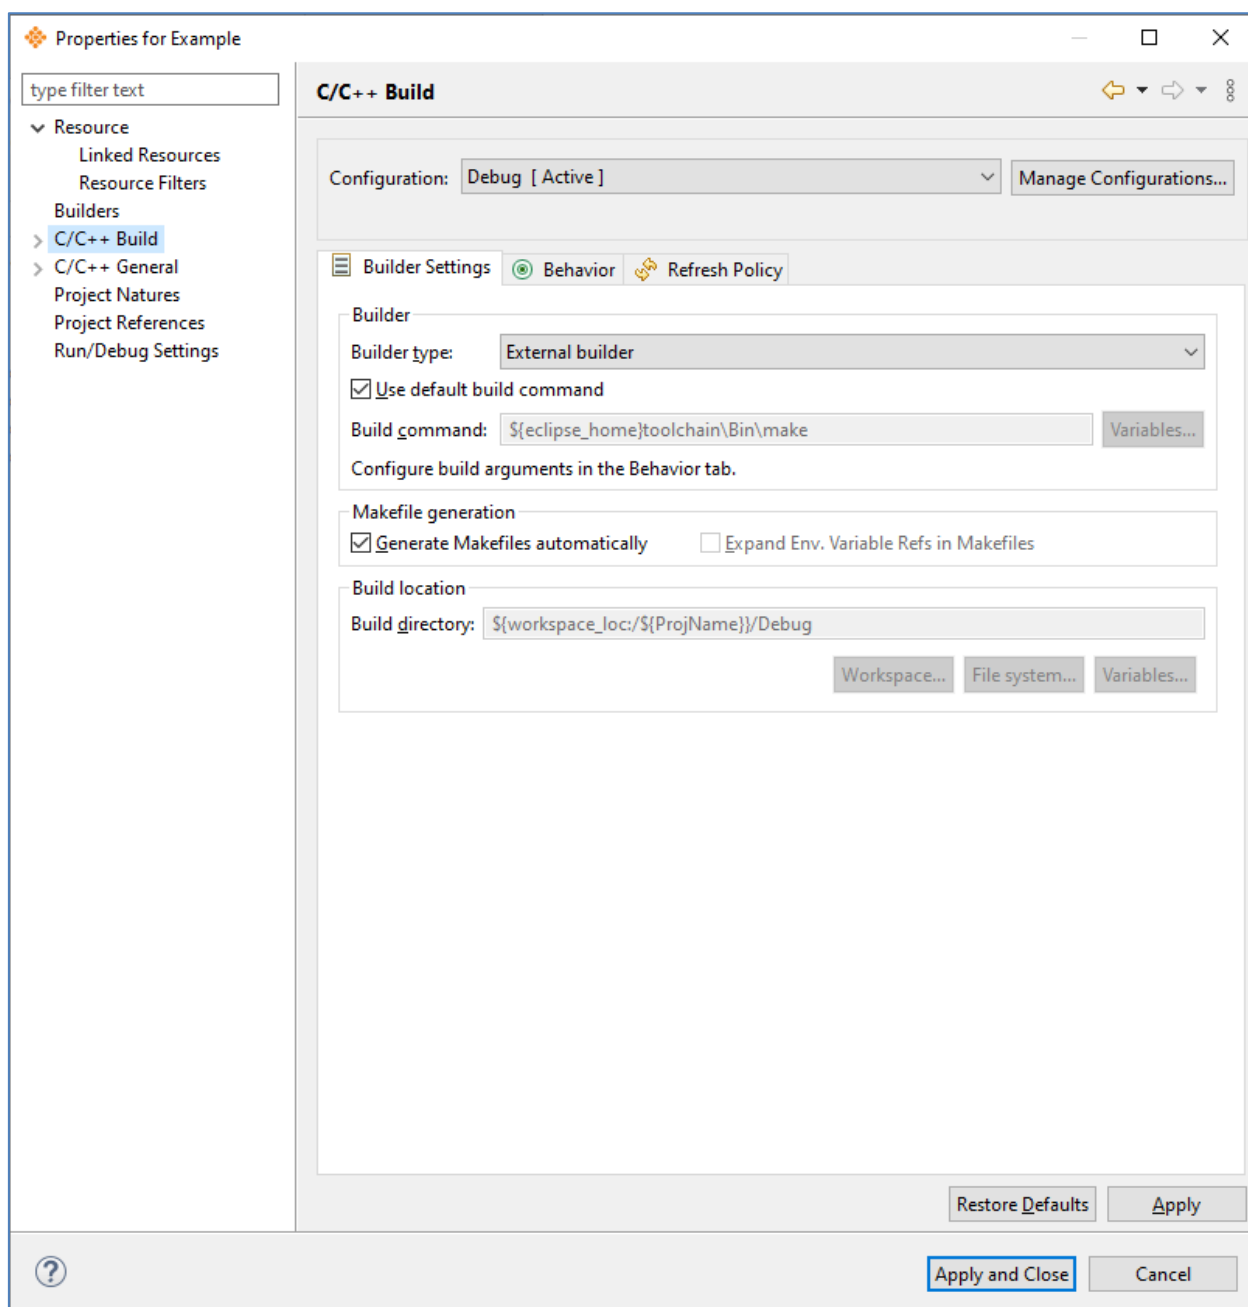 Properties for Example
type filter text
Resource
Linked Resources
Resource Filters
Builders
C/C++ Build
C/C++ General
Project Natures
Project References
Run/Debug Settings
C/C++ Build
Configuration: Debug [ Active ] Manage Configurations...
Builder Settings Behavior Refresh Policy
Builder
Builder type: External builder
Use default build command
Build command: ${eclipse_home}toolchain\Bin\make Variables...
Configure build arguments in the Behavior tab.
Makefile generation
Generate Makefiles automatically Expand Env. Variable Refs in Makefiles
Build location
Build directory: ${workspace_loc:/${ProjName}}/Debug
Workspace... File system... Variables...
Restore Defaults Apply
? Apply and Close Cancel